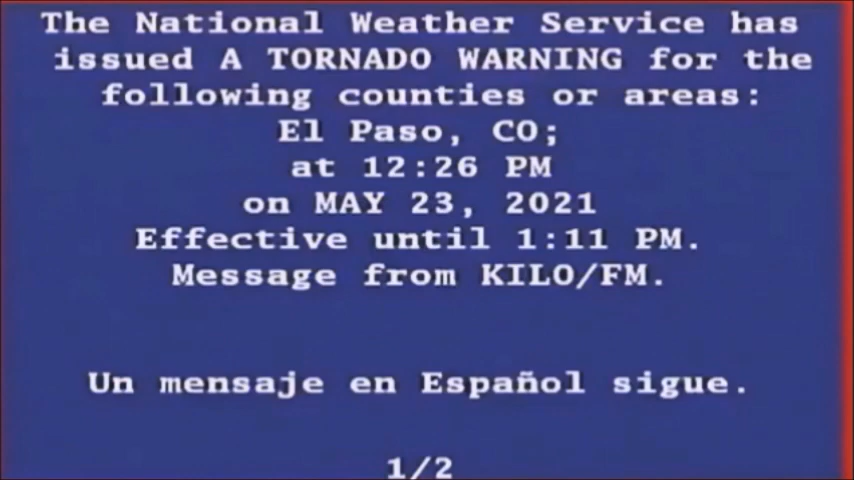 The National Weather Service has
issued A TORNADO WARNING for the
following counties or areas:
El Paso, CO;
at 12:26 PM
on MAY 23, 2021
Effective until 1:11 PM.
Message from KILO/FM.
Un mensaje en Español sigue.
1/2